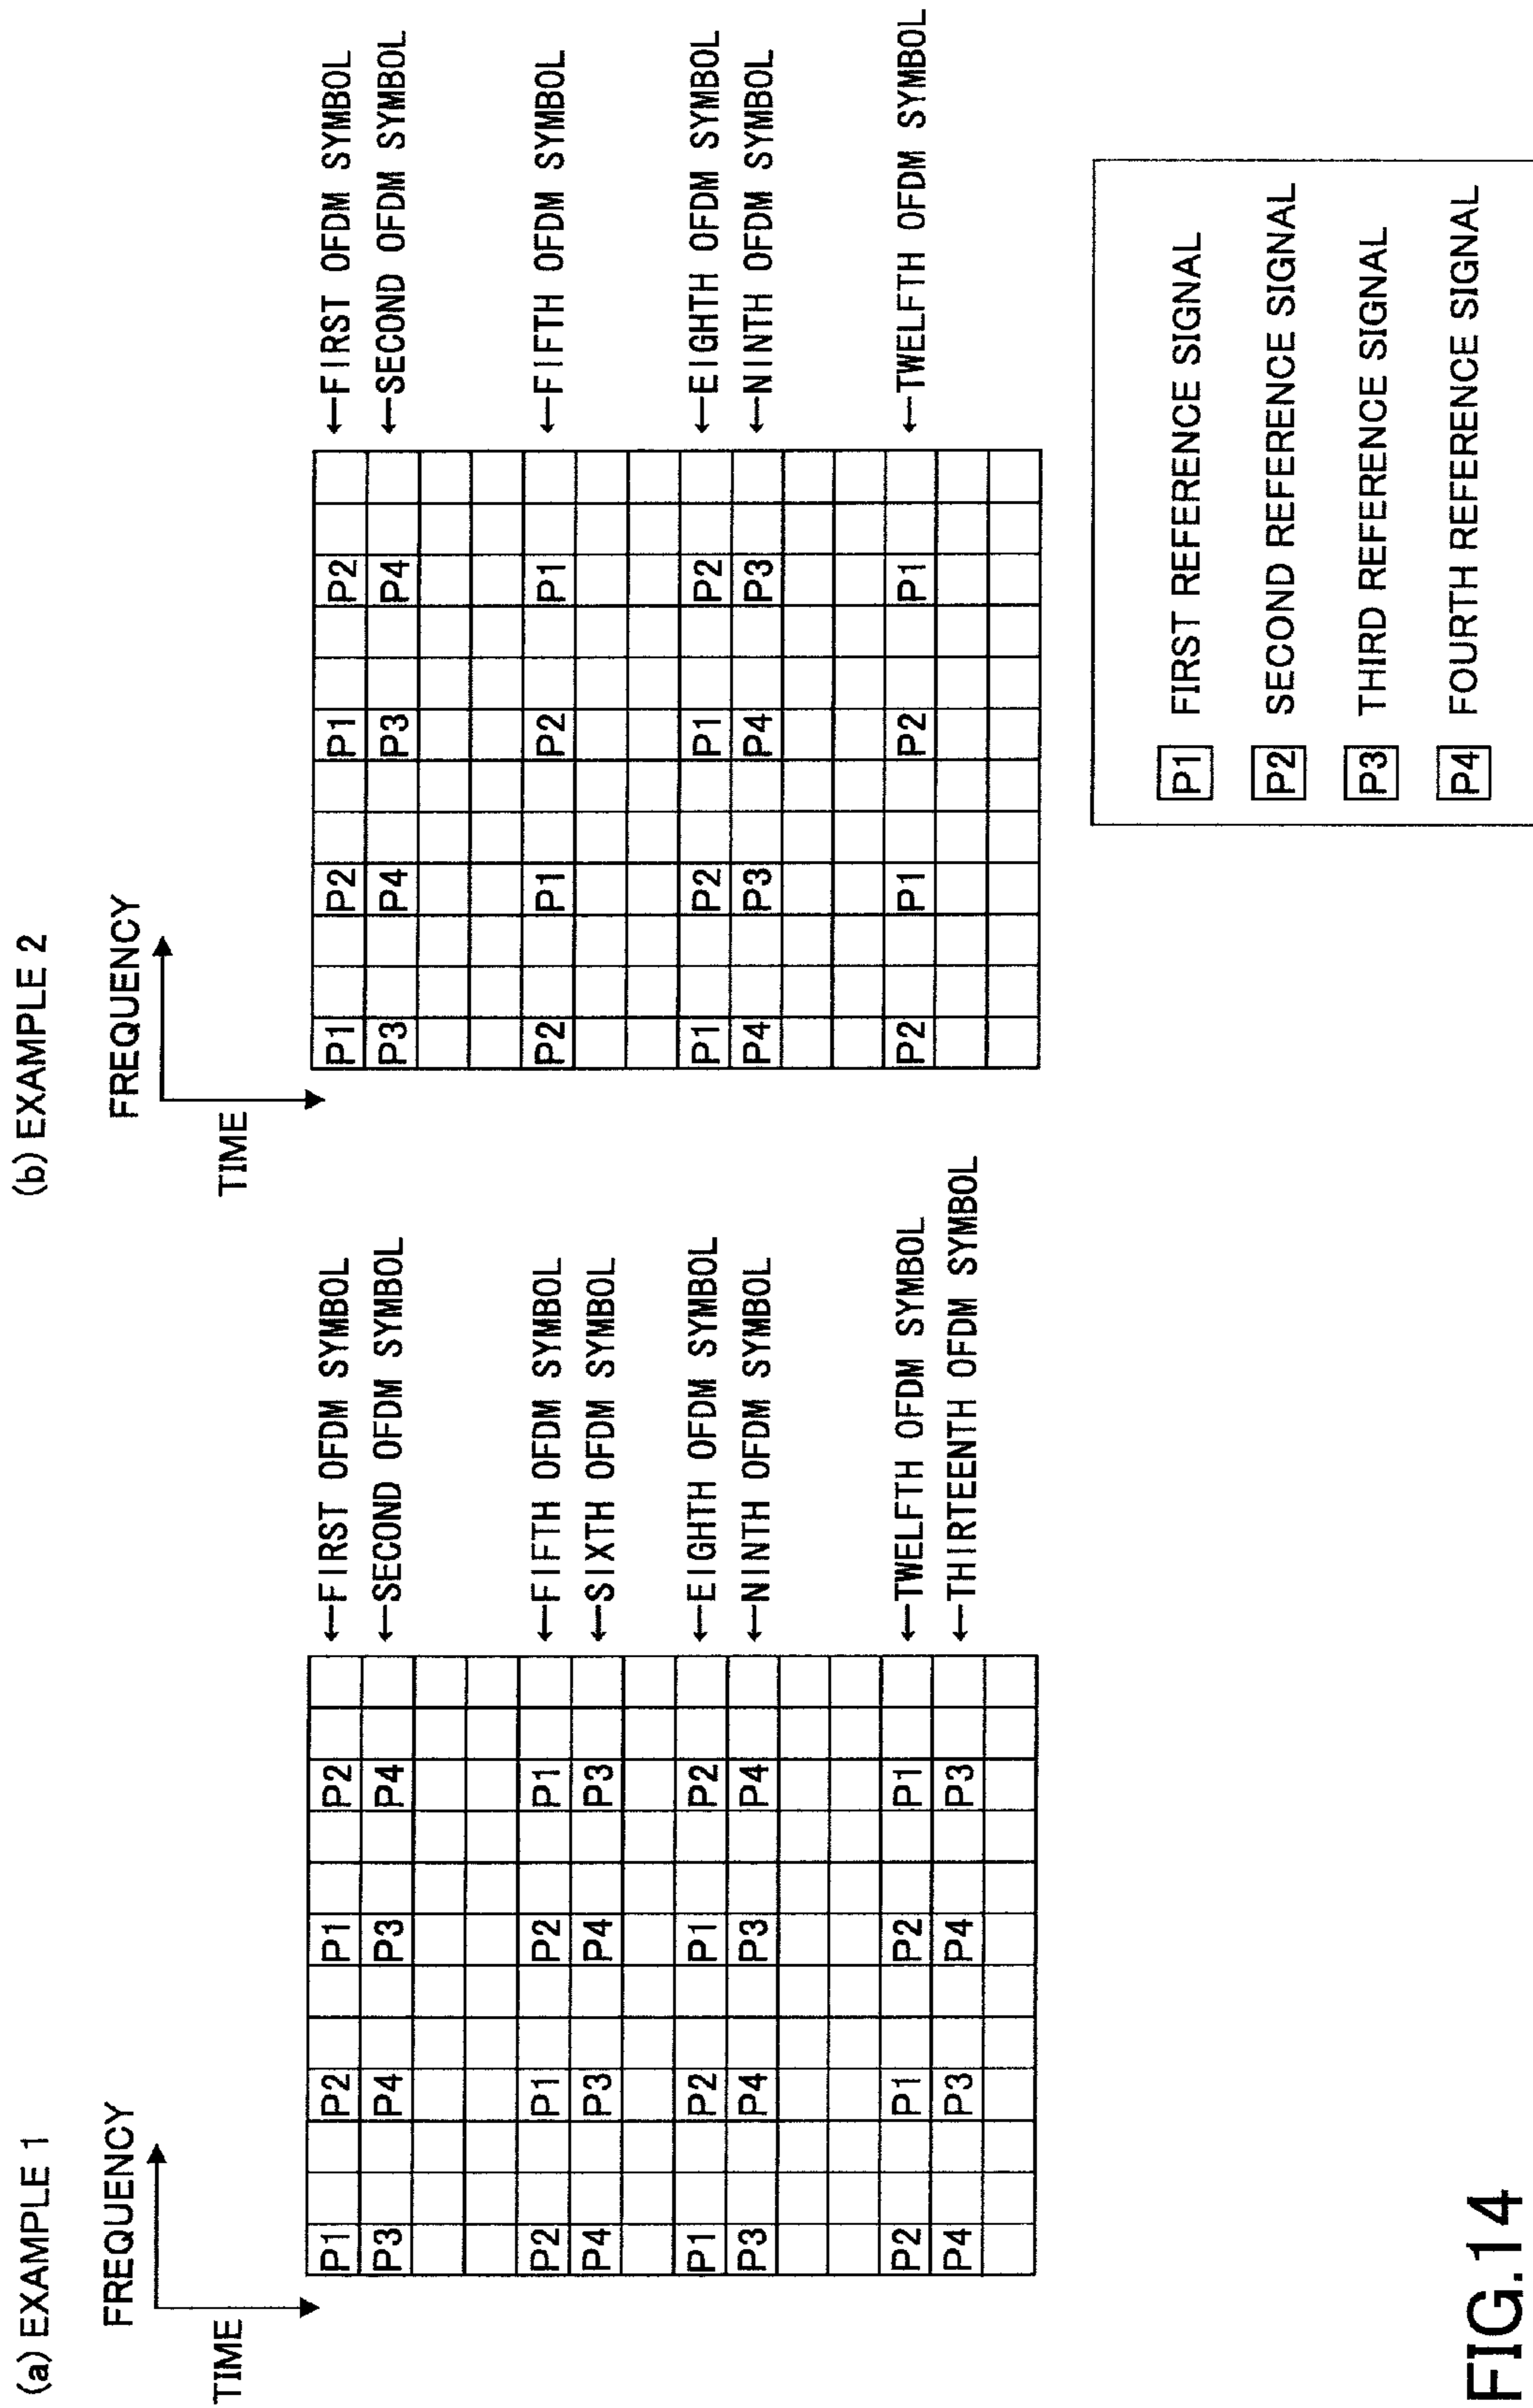 (a) EXAMPLE 1
FREQUENCY
TIME
P1 P2 P1 P2 ←FIRST OFDM SYMBOL
P3 P4 P3 P4 ←SECOND OFDM SYMBOL
P2 P1 P2 P1 ←FIFTH OFDM SYMBOL
P4 P3 P4 P3 ←SIXTH OFDM SYMBOL
P1 P2 P1 P2 ←EIGHTH OFDM SYMBOL
P3 P4 P3 P4 ←NINTH OFDM SYMBOL
P2 P1 P2 P1 ←TWELFTH OFDM SYMBOL
P4 P3 P4 P3 ←THIRTEENTH OFDM SYMBOL
(b) EXAMPLE 2
FREQUENCY
TIME
P1 P2 P1 P2 ←FIRST OFDM SYMBOL
P3 P4 P3 P4 ←SECOND OFDM SYMBOL
P2 P1 P2 P1 ←FIFTH OFDM SYMBOL
P1 P2 P1 P2 ←EIGHTH OFDM SYMBOL
P4 P3 P4 P3 ←NINTH OFDM SYMBOL
P2 P1 P2 P1 ←TWELFTH OFDM SYMBOL
P1 FIRST REFERENCE SIGNAL
P2 SECOND REFERENCE SIGNAL
P3 THIRD REFERENCE SIGNAL
P4 FOURTH REFERENCE SIGNAL
FIG.14